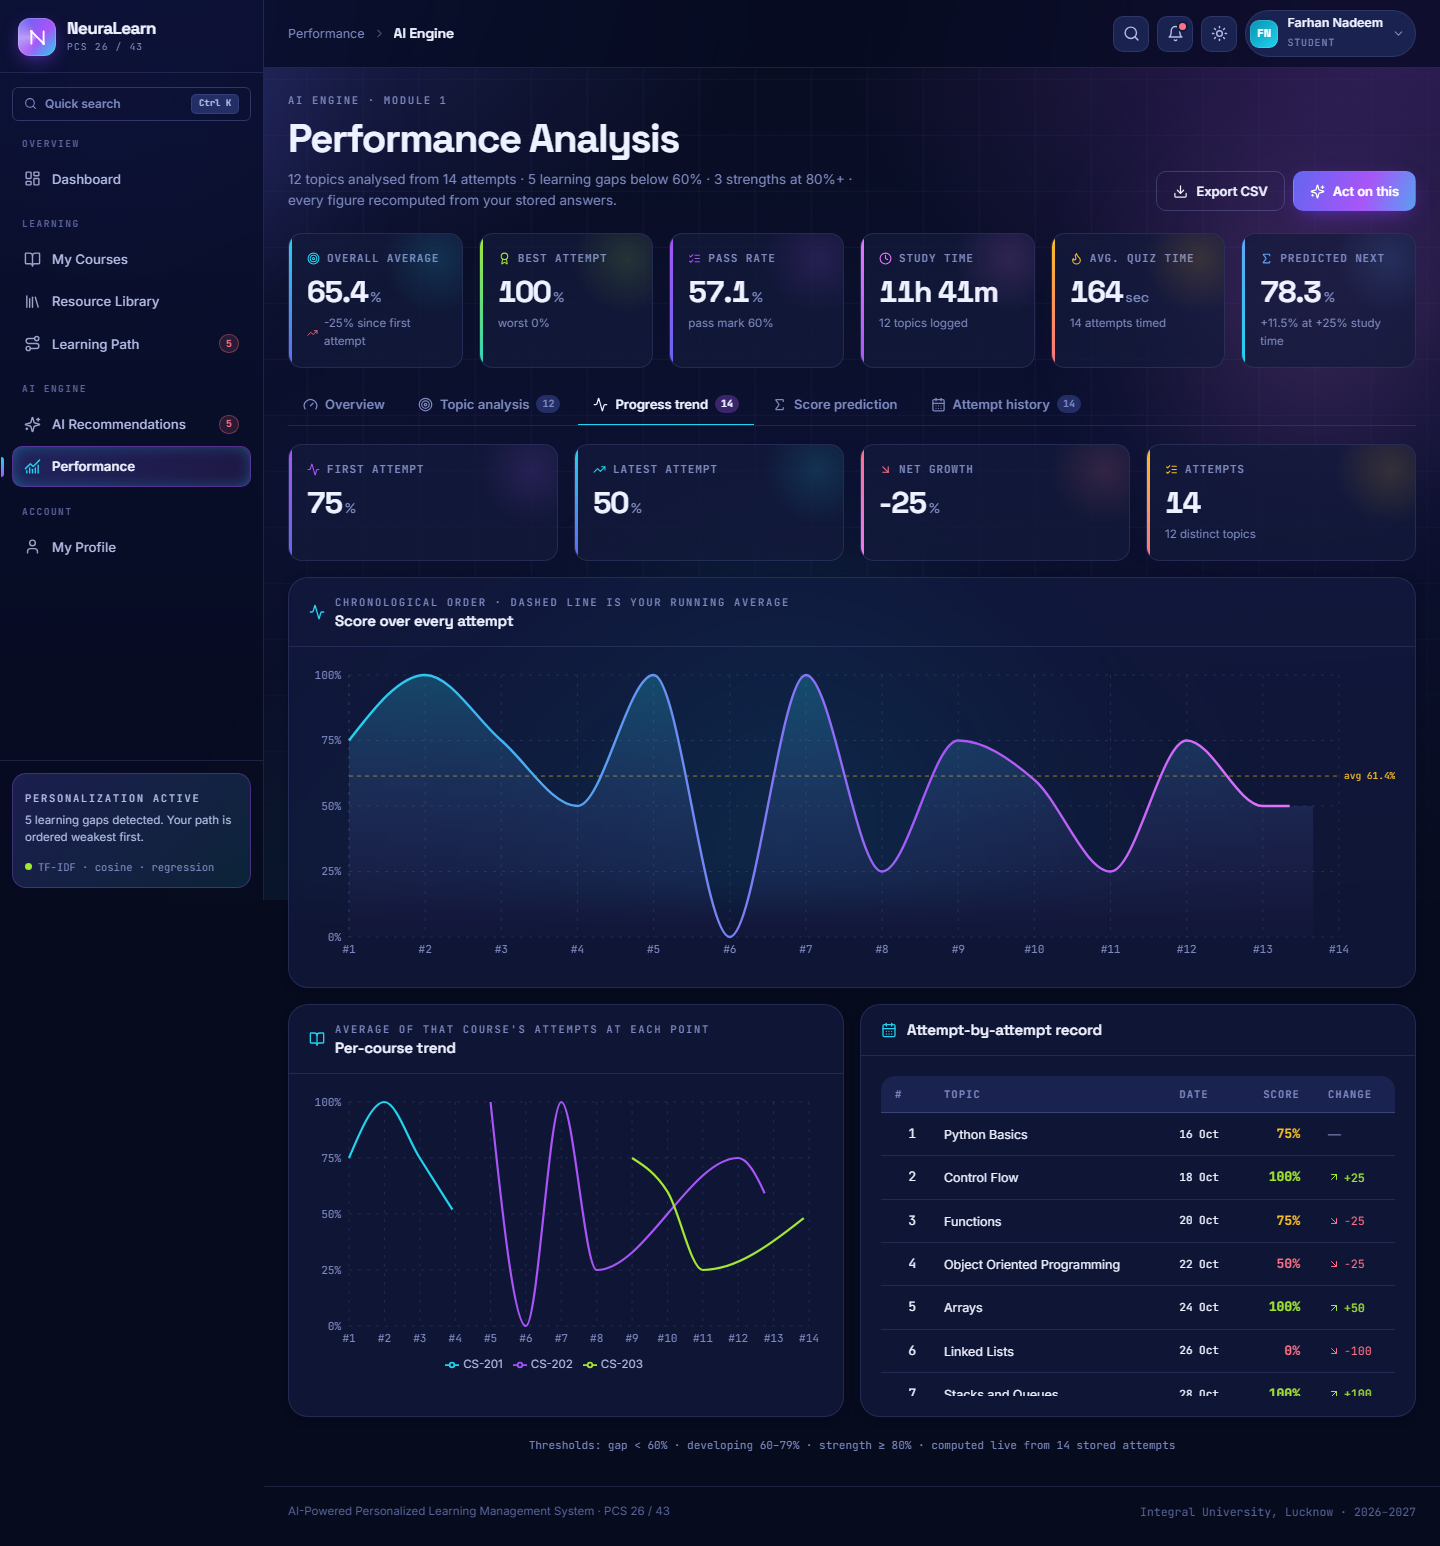 NeuraLearn
PCS 26 / 43
Quick search
Ctrl K
OVERVIEW
Dashboard
LEARNING
My Courses
Resource Library
Learning Path
5
AI ENGINE
AI Recommendations
5
Performance
ACCOUNT
My Profile
PERSONALIZATION ACTIVE
5 learning gaps detected. Your path is
ordered weakest first.
TF-IDF · cosine · regression
Performance
AI Engine
FN
Farhan Nadeem
STUDENT
AI ENGINE · MODULE 1
Performance Analysis
12 topics analysed from 14 attempts · 5 learning gaps below 60% · 3 strengths at 80%+ ·
every figure recomputed from your stored answers.
Export CSV
Act on this
OVERALL AVERAGE
65.4%
-25% since first
attempt
BEST ATTEMPT
100%
worst 0%
PASS RATE
57.1%
pass mark 60%
STUDY TIME
11h 41m
12 topics logged
AVG. QUIZ TIME
164sec
14 attempts timed
PREDICTED NEXT
78.3%
+11.5% at +25% study
time
Overview
Topic analysis 12
Progress trend 14
Score prediction
Attempt history 14
FIRST ATTEMPT
75%
LATEST ATTEMPT
50%
NET GROWTH
-25%
ATTEMPTS
14
12 distinct topics
CHRONOLOGICAL ORDER · DASHED LINE IS YOUR RUNNING AVERAGE
Score over every attempt
100%
75%
50%
25%
0%
avg 61.4%
#1 #2 #3 #4 #5 #6 #7 #8 #9 #10 #11 #12 #13 #14
AVERAGE OF THAT COURSE'S ATTEMPTS AT EACH POINT
Per-course trend
100%
75%
50%
25%
0%
#1 #2 #3 #4 #5 #6 #7 #8 #9 #10 #11 #12 #13 #14
CS-201 CS-202 CS-203
Attempt-by-attempt record
# TOPIC DATE SCORE CHANGE
1 Python Basics 16 Oct 75% —
2 Control Flow 18 Oct 100% +25
3 Functions 20 Oct 75% -25
4 Object Oriented Programming 22 Oct 50% -25
5 Arrays 24 Oct 100% +50
6 Linked Lists 26 Oct 0% -100
7 Stacks and Queues 28 Oct 100% +100
Thresholds: gap < 60% · developing 60–79% · strength ≥ 80% · computed live from 14 stored attempts
AI-Powered Personalized Learning Management System · PCS 26 / 43
Integral University, Lucknow · 2026–2027